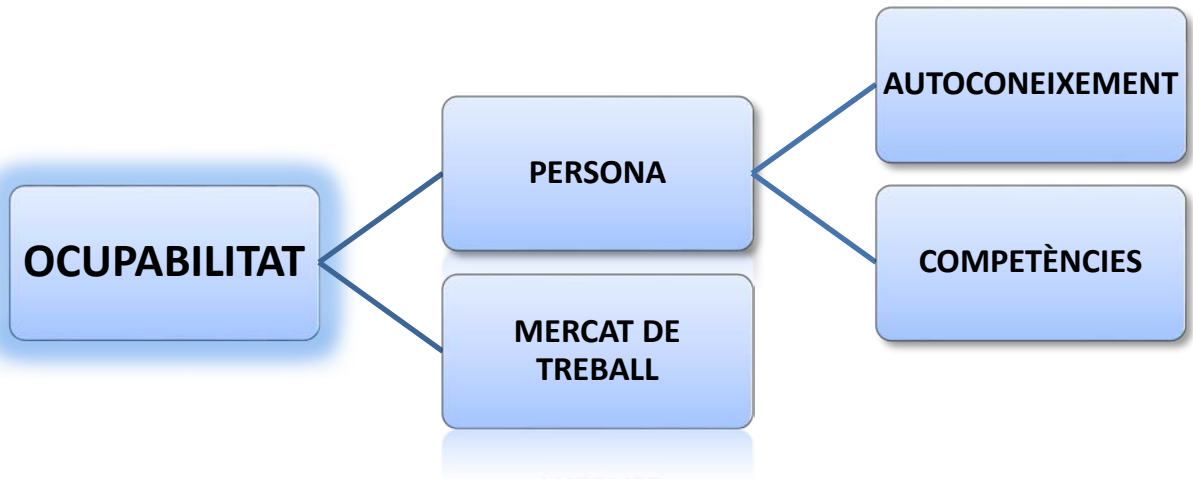 OCUPABILITAT
PERSONA
MERCAT DE
TREBALL
AUTOCONEIXEMENT
COMPETÈNCIES